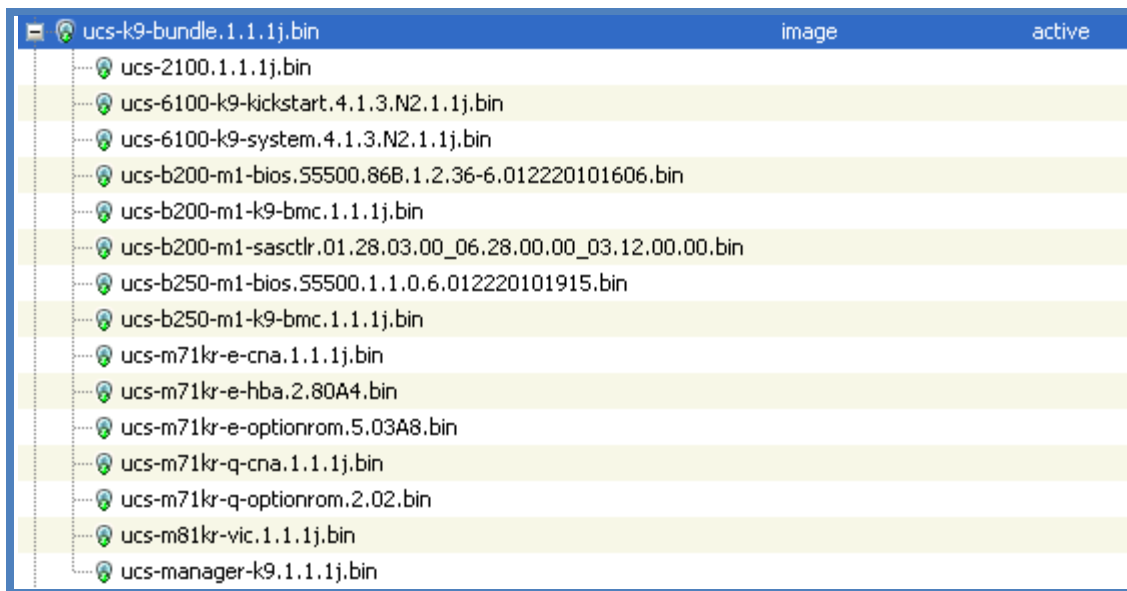 ucs-k9-bundle.1.1.1j.bin image active
ucs-2100.1.1.1j.bin
ucs-6100-k9-kickstart.4.1.3.N2.1.1j.bin
ucs-6100-k9-system.4.1.3.N2.1.1j.bin
ucs-b200-m1-bios.S5500.86B.1.2.36-6.012220101606.bin
ucs-b200-m1-k9-bmc.1.1.1j.bin
ucs-b200-m1-sasctlr.01.28.03.00_06.28.00.00_03.12.00.00.bin
ucs-b250-m1-bios.S5500.1.1.0.6.012220101915.bin
ucs-b250-m1-k9-bmc.1.1.1j.bin
ucs-m71kr-e-cna.1.1.1j.bin
ucs-m71kr-e-hba.2.80A4.bin
ucs-m71kr-e-optionrom.5.03A8.bin
ucs-m71kr-q-cna.1.1.1j.bin
ucs-m71kr-q-optionrom.2.02.bin
ucs-m81kr-vic.1.1.1j.bin
ucs-manager-k9.1.1.1j.bin